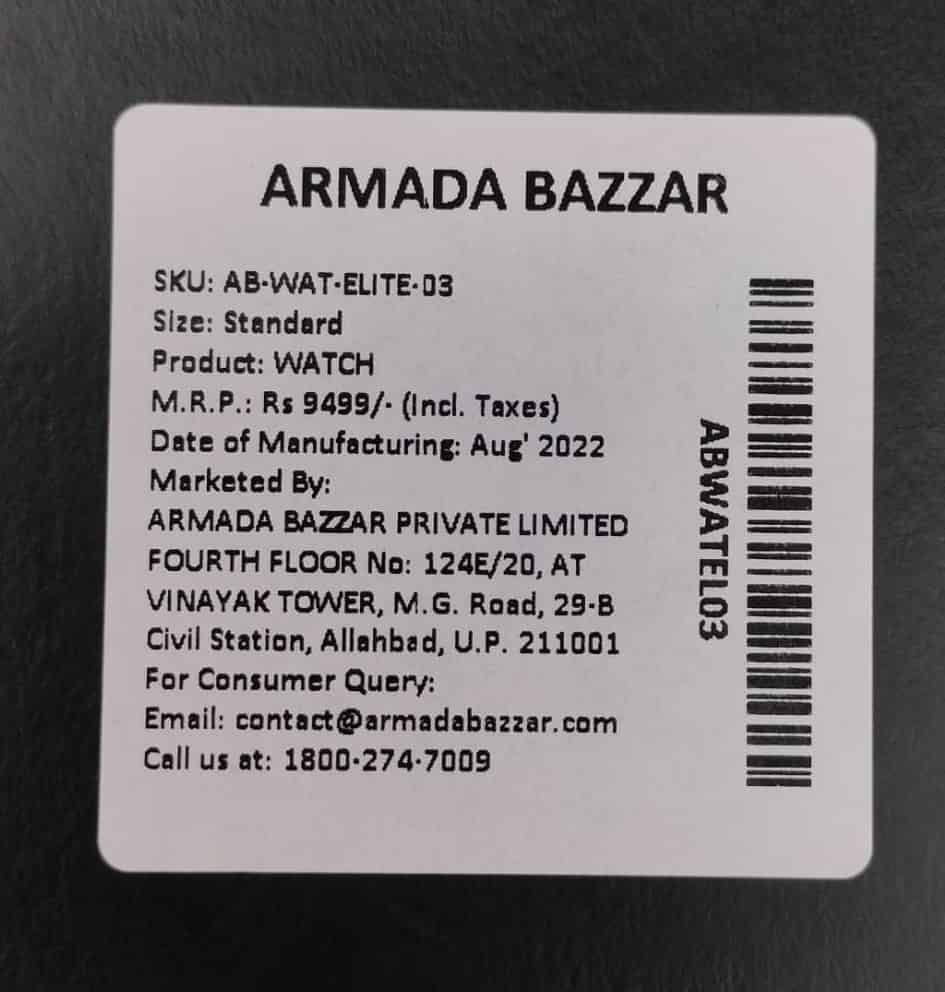 ARMADA BAZZAR
SKU: AB-WAT-ELITE-03
Size: Standard
Product: WATCH
M.R.P.: Rs 9499/- (Incl. Taxes)
Date of Manufacturing: Aug' 2022
Marketed By:
ARMADA BAZZAR PRIVATE LIMITED
FOURTH FLOOR No: 124E/20, AT
VINAYAK TOWER, M.G. Road, 29-B
Civil Station, Allahbad, U.P. 211001
For Consumer Query:
Email: contact@armadabazzar.com
Call us at: 1800-274-7009
ABWATEL03